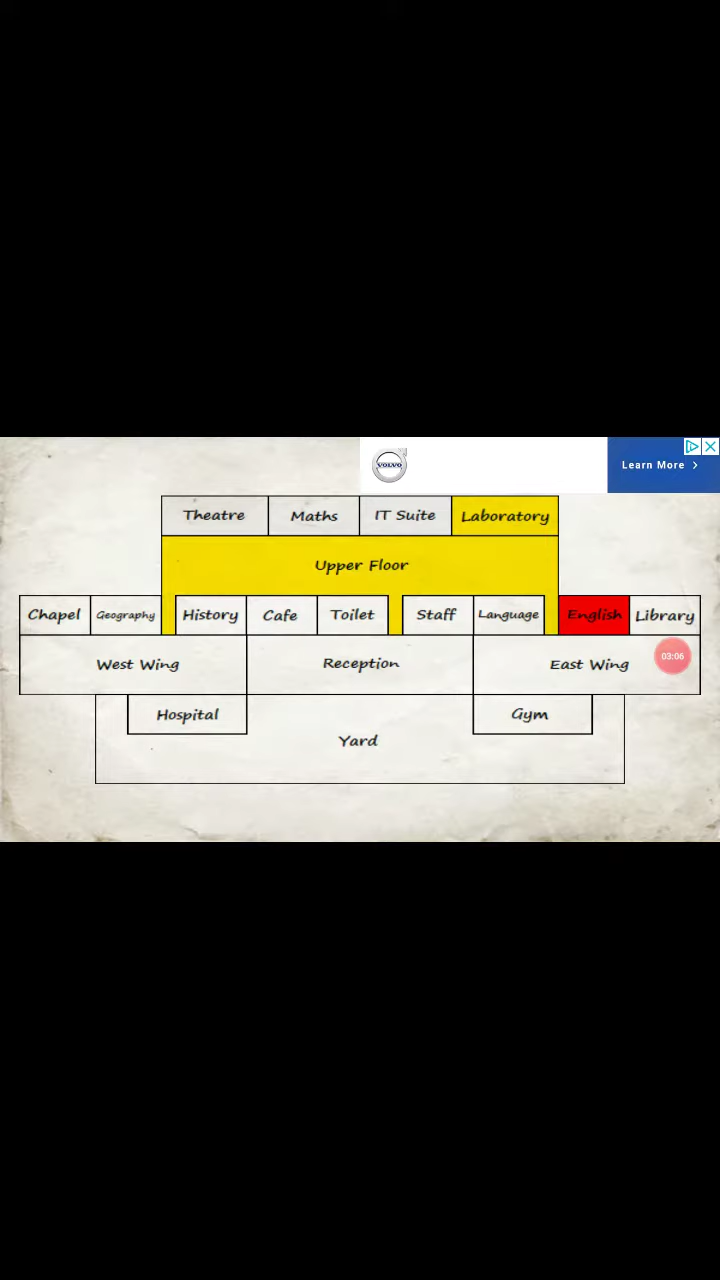 VOLVO
Learn More
Theatre Maths IT Suite Laboratory
Upper Floor
Chapel Geography History Cafe Toilet Staff Language English Library
West Wing Reception East Wing 03:06
Hospital Gym
Yard